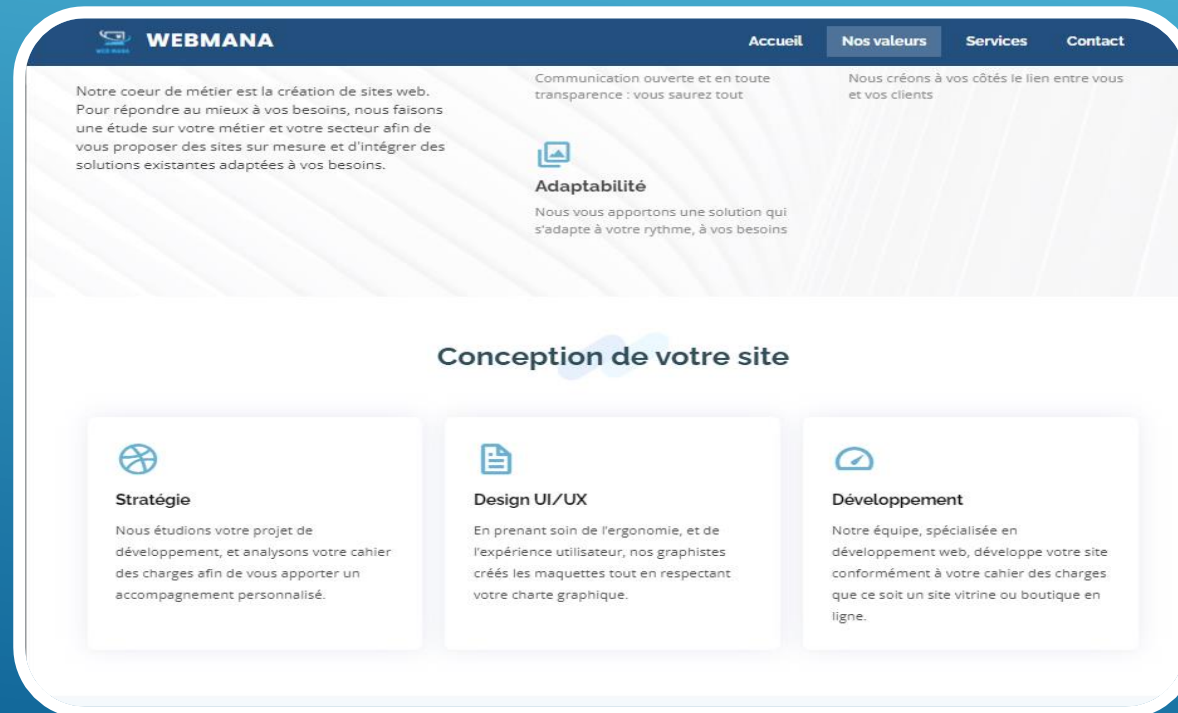 WEBMANA
Accueil
Nos valeurs
Services
Contact
Notre coeur de métier est la création de sites web.
Pour répondre au mieux à vos besoins, nous faisons
une étude sur votre métier et votre secteur afin de
vous proposer des sites sur mesure et d'intégrer des
solutions existantes adaptées à vos besoins.
Communication ouverte et en toute
transparence : vous saurez tout
Nous créons à vos côtés le lien entre vous
et vos clients
Adaptabilité
Nous vous apportons une solution qui
s'adapte à votre rythme, à vos besoins
Conception de votre site
Stratégie
Nous étudions votre projet de
développement, et analysons votre cahier
des charges afin de vous apporter un
accompagnement personnalisé.
Design UI/UX
En prenant soin de l'ergonomie, et de
l'expérience utilisateur, nos graphistes
créés les maquettes tout en respectant
votre charte graphique.
Développement
Notre équipe, spécialisée en
développement web, développe votre site
conformément à votre cahier des charges
que ce soit un site vitrine ou boutique en
ligne.